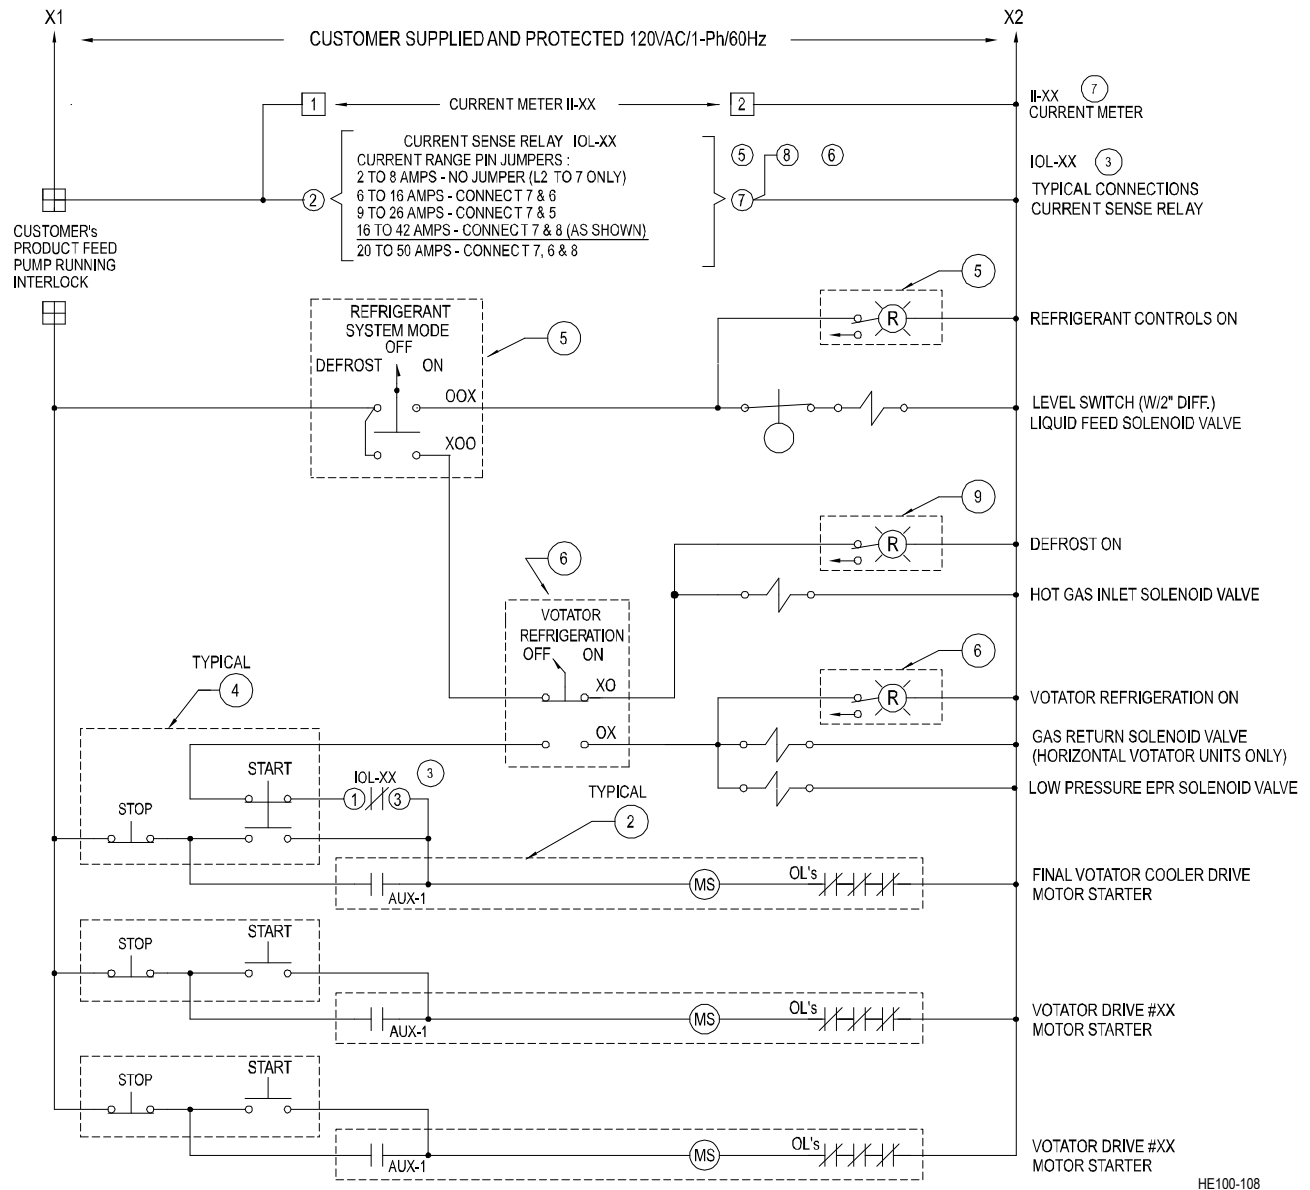 X1
X2
CUSTOMER SUPPLIED AND PROTECTED 120VAC/1-Ph/60Hz
1
CURRENT METER II-XX
2
II-XX 7
CURRENT METER
CURRENT SENSE RELAY IOL-XX
CURRENT RANGE PIN JUMPERS :
2 TO 8 AMPS - NO JUMPER (L2 TO 7 ONLY)
6 TO 16 AMPS - CONNECT 7 & 6
9 TO 26 AMPS - CONNECT 7 & 5
16 TO 42 AMPS - CONNECT 7 & 8 (AS SHOWN)
20 TO 50 AMPS - CONNECT 7, 6 & 8
2
5 8 6
7
IOL-XX 3
TYPICAL CONNECTIONS
CURRENT SENSE RELAY
CUSTOMER's
PRODUCT FEED
PUMP RUNNING
INTERLOCK
REFRIGERANT
SYSTEM MODE
OFF
DEFROST ON
OOX
XOO
5
5
R
REFRIGERANT CONTROLS ON
LEVEL SWITCH (W/2" DIFF.)
LIQUID FEED SOLENOID VALVE
9
R
DEFROST ON
HOT GAS INLET SOLENOID VALVE
6
VOTATOR
REFRIGERATION
OFF ON
XO
OX
6
R
VOTATOR REFRIGERATION ON
GAS RETURN SOLENOID VALVE
(HORIZONTAL VOTATOR UNITS ONLY)
LOW PRESSURE EPR SOLENOID VALVE
TYPICAL
4
START
STOP
IOL-XX 3
1 3
TYPICAL
2
AUX-1
MS
OL's
FINAL VOTATOR COOLER DRIVE
MOTOR STARTER
STOP
START
AUX-1
MS
OL's
VOTATOR DRIVE #XX
MOTOR STARTER
STOP
START
AUX-1
MS
OL's
VOTATOR DRIVE #XX
MOTOR STARTER
HE100-108